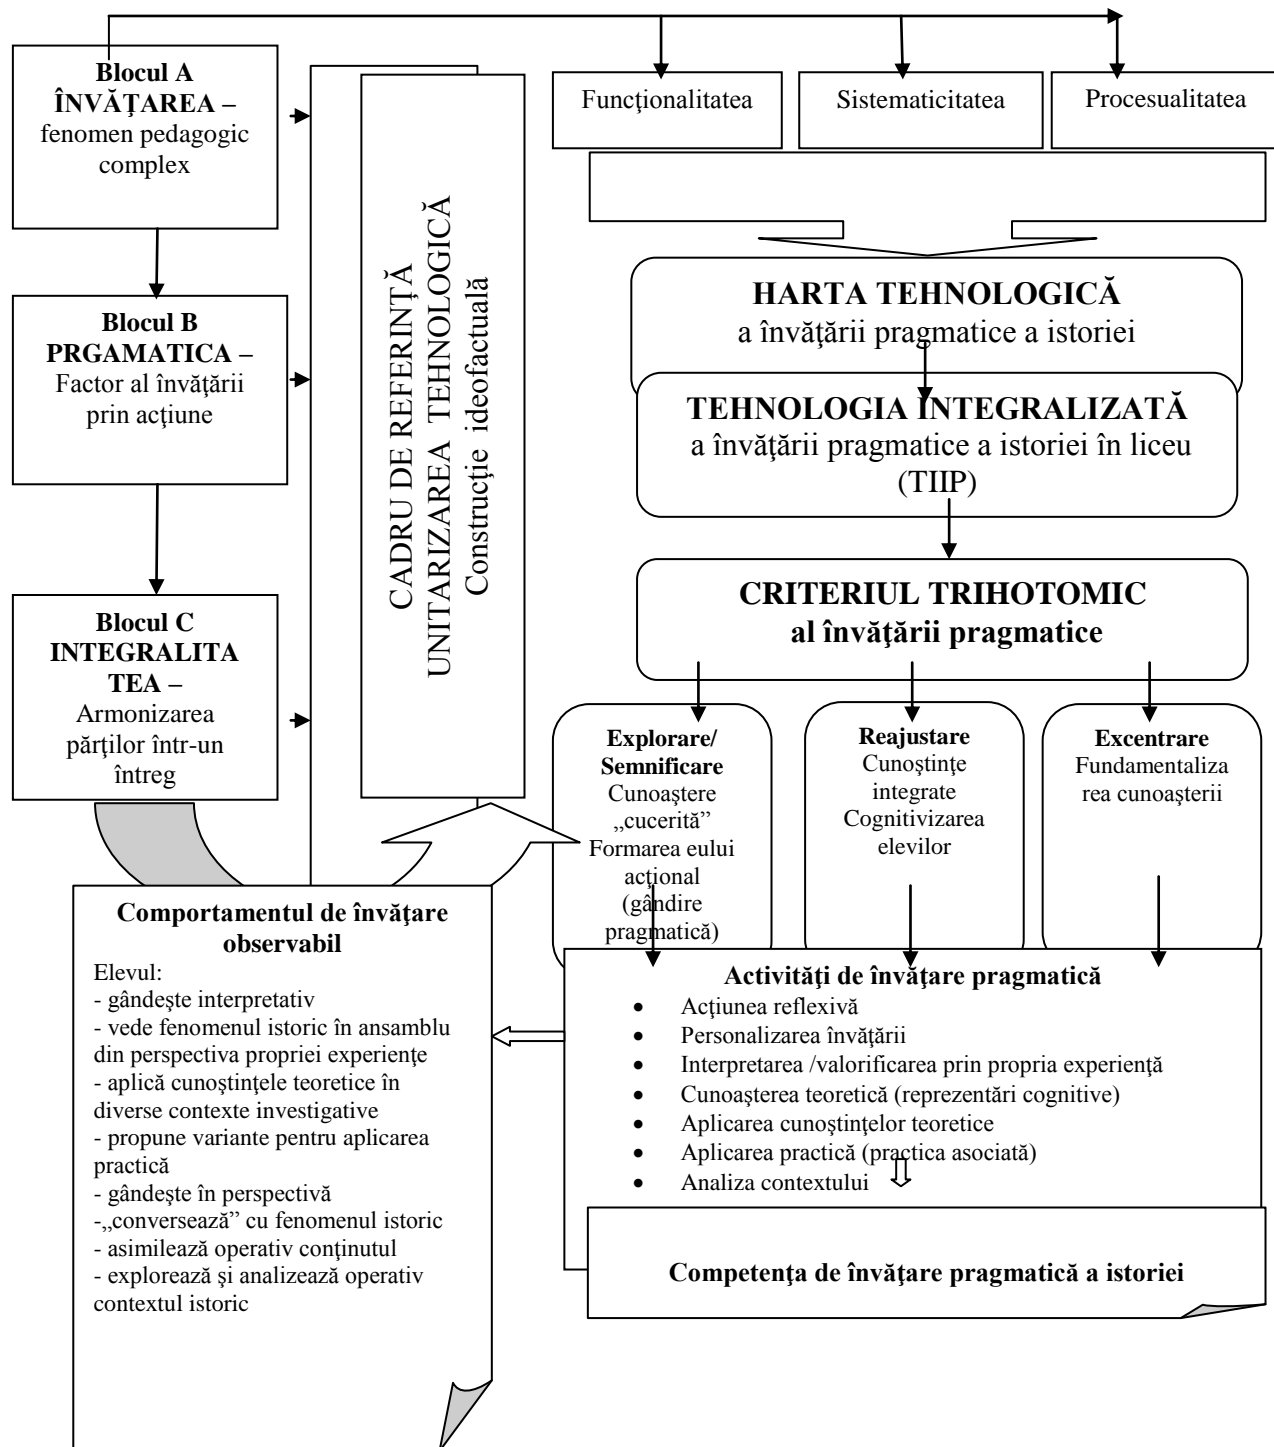 Blocul A
ÎNVĂŢAREA –
fenomen pedagogic
complex
Funcţionalitatea
Sistematicitatea
Procesualitatea
Blocul B
PRGAMATICA –
Factor al învăţării
prin acţiune
Blocul C
INTEGRALITA
TEA –
Armonizarea
părţilor într-un
întreg
CADRU DE REFERINŢĂ
UNITARIZAREA TEHNOLOGICĂ
Construcţie ideofactuală
HARTA TEHNOLOGICĂ
a învăţării pragmatice a istoriei
TEHNOLOGIA INTEGRALIZATĂ
a învăţării pragmatice a istoriei în liceu
(TIIP)
CRITERIUL TRIHOTOMIC
al învăţării pragmatice
Explorare/
Semnificare
Cunoaştere
„cucerită”
Formarea eului
acţional
(gândire
pragmatică)
Reajustare
Cunoştinţe
integrate
Cognitivizarea
elevilor
Excentrare
Fundamentaliza
rea cunoaşterii
Comportamentul de învăţare
observabil
Elevul:
- gândeşte interpretativ
- vede fenomenul istoric în ansamblu
din perspectiva propriei experienţe
- aplică cunoştinţele teoretice în
diverse contexte investigative
- propune variante pentru aplicarea
practică
- gândeşte în perspectivă
-„conversează” cu fenomenul istoric
- asimilează operativ conţinutul
- explorează şi analizează operativ
contextul istoric
Activităţi de învăţare pragmatică
• Acţiunea reflexivă
• Personalizarea învăţării
• Interpretarea /valorificarea prin propria experienţă
• Cunoaşterea teoretică (reprezentări cognitive)
• Aplicarea cunoştinţelor teoretice
• Aplicarea practică (practica asociată)
• Analiza contextului
Competenţa de învăţare pragmatică a istoriei